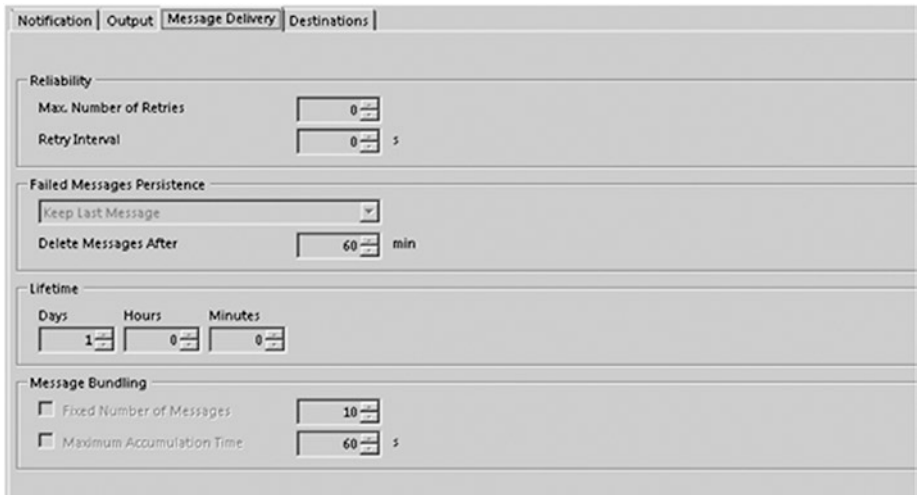 Notification Output Message Delivery Destinations
Reliability
Max. Number of Retries 0
Retry Interval 0 s
Failed Messages Persistence
Keep Last Message
Delete Messages After 60 min
Lifetime
Days Hours Minutes
1 0 0
Message Bundling
Fixed Number of Messages 10
Maximum Accumulation Time 60 s